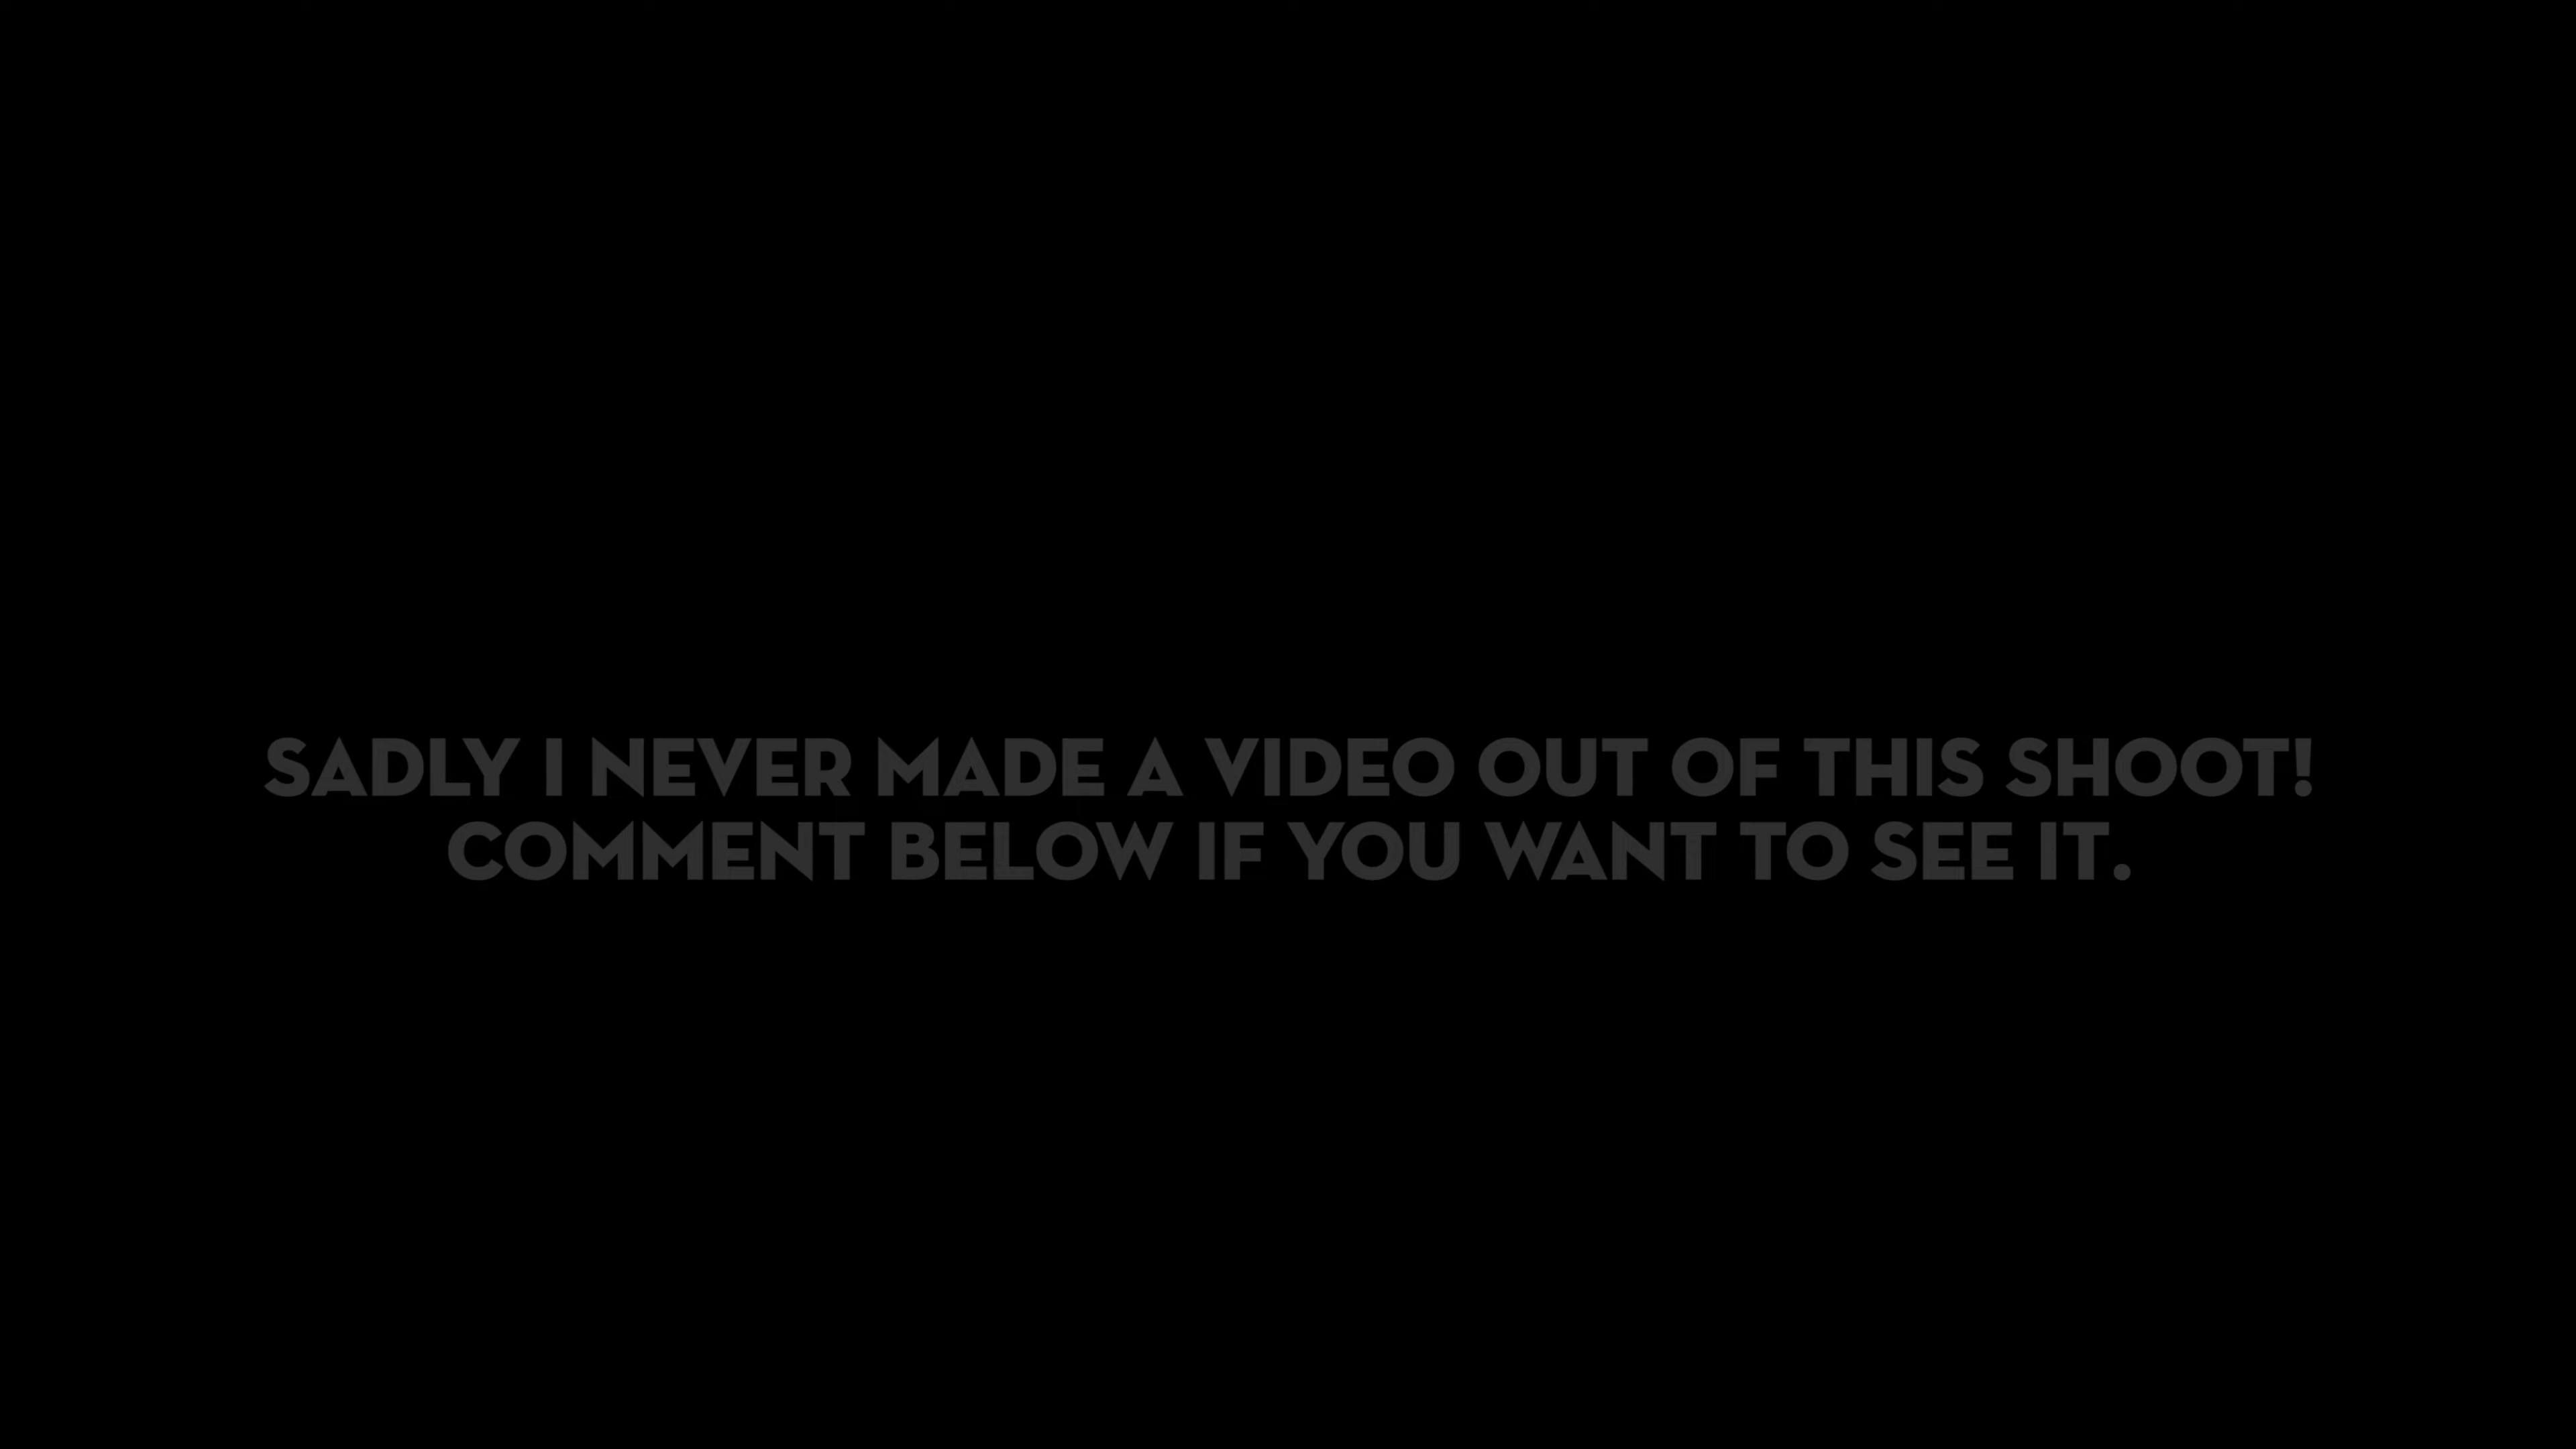 SADLY I NEVER MADE A VIDEO OUT OF THIS SHOOT!
COMMENT BELOW IF YOU WANT TO SEE IT.